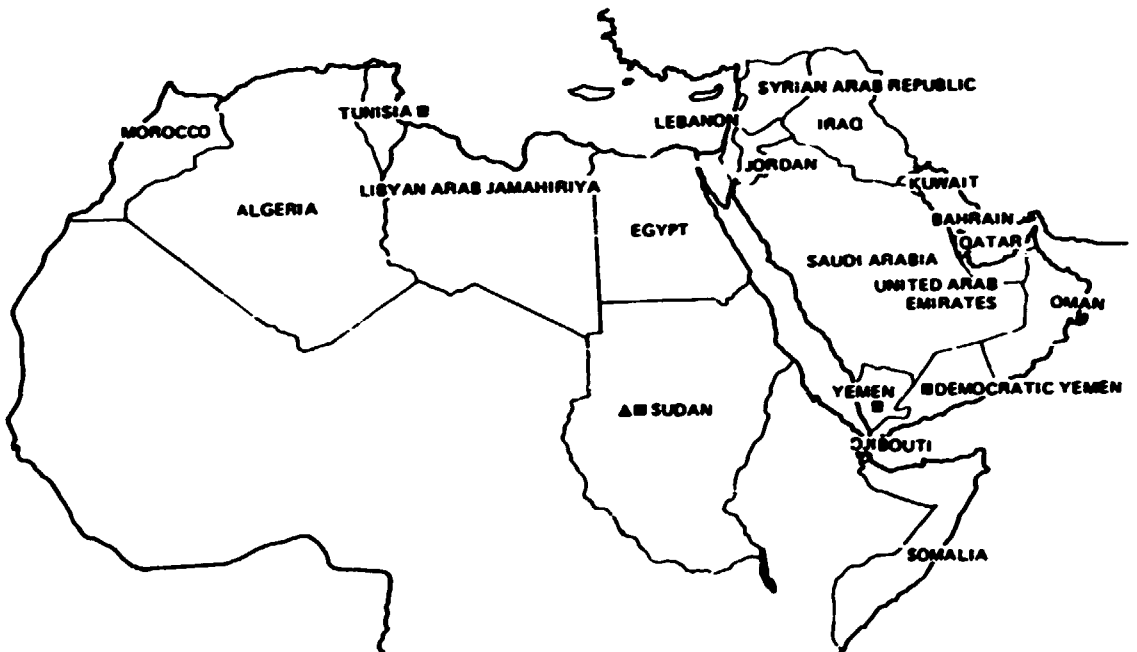 SYRIAN ARAB REPUBLIC
TUNISIA
LEBANON
IRAQ
MOROCCO
JORDAN
KUWAIT
LIBYAN ARAB JAMAHIRIYA
ALGERIA
BAHRAIN
EGYPT
QATAR
SAUDI ARABIA
UNITED ARAB
EMIRATES
OMAN
YEMEN
DEMOCRATIC YEMEN
SUDAN
DJIBOUTI
SOMALIA